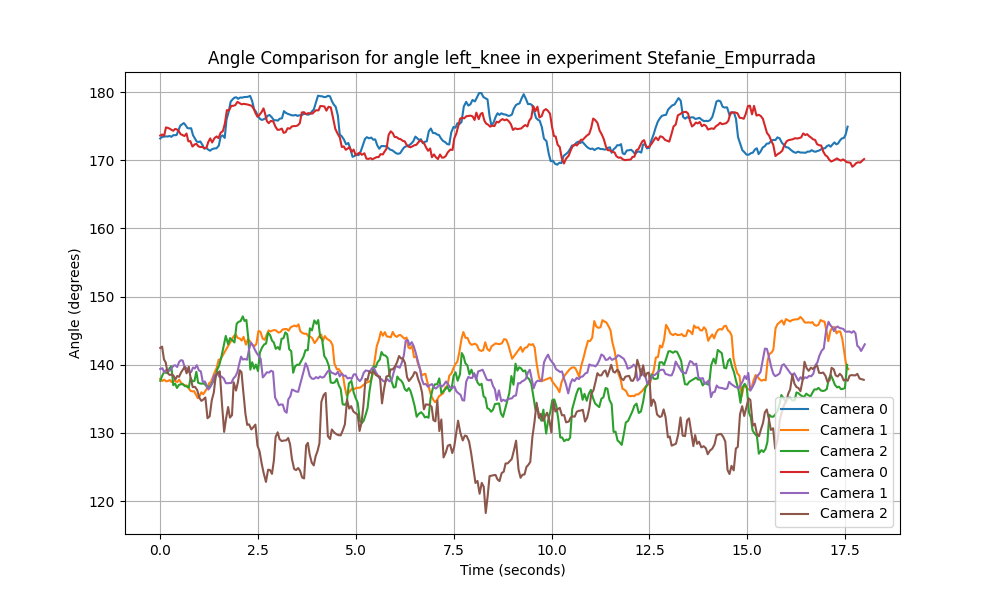 Angle Comparison for angle left_knee in experiment Stefanie_Empurrada
Angle (degrees)
180
170
160
150
140
130
120
0.0 2.5 5.0 7.5 10.0 12.5 15.0 17.5
Time (seconds)
Camera 0
Camera 1
Camera 2
Camera 0
Camera 1
Camera 2